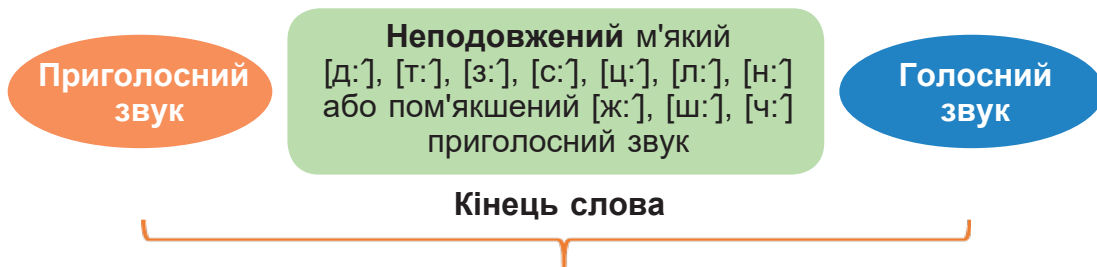 Приголосний
звук
Неподовжений м'який
[д:′], [т:′], [з:′], [с:′], [ц:′], [л:′], [н:′]
або пом'якшений [ж:′], [ш:′], [ч:′]
приголосний звук
Голосний
звук
Кінець слова